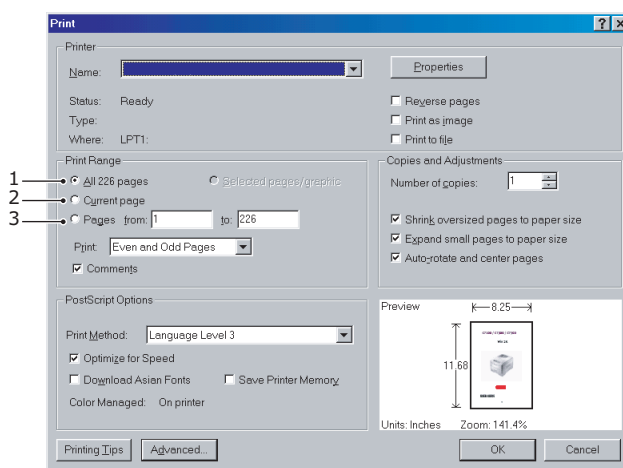 Print
Printer
Name:
Properties
Status: Ready
Reverse pages
Type:
Print as image
Where: LPT1:
Print to file
Print Range
Copies and Adjustments
1
All 226 pages
Selected pages/graphic
Number of copies: 1
2
Current page
3
Pages from: 1 to: 226
Shrink oversized pages to paper size
Print: Even and Odd Pages
Expand small pages to paper size
Comments
Auto-rotate and center pages
PostScript Options
Preview
8.25
Print Method: Language Level 3
Optimize for Speed
11.68
Download Asian Fonts
Save Printer Memory
Color Managed: On printer
Units: Inches Zoom: 141.4%
Printing Tips
Advanced...
OK
Cancel